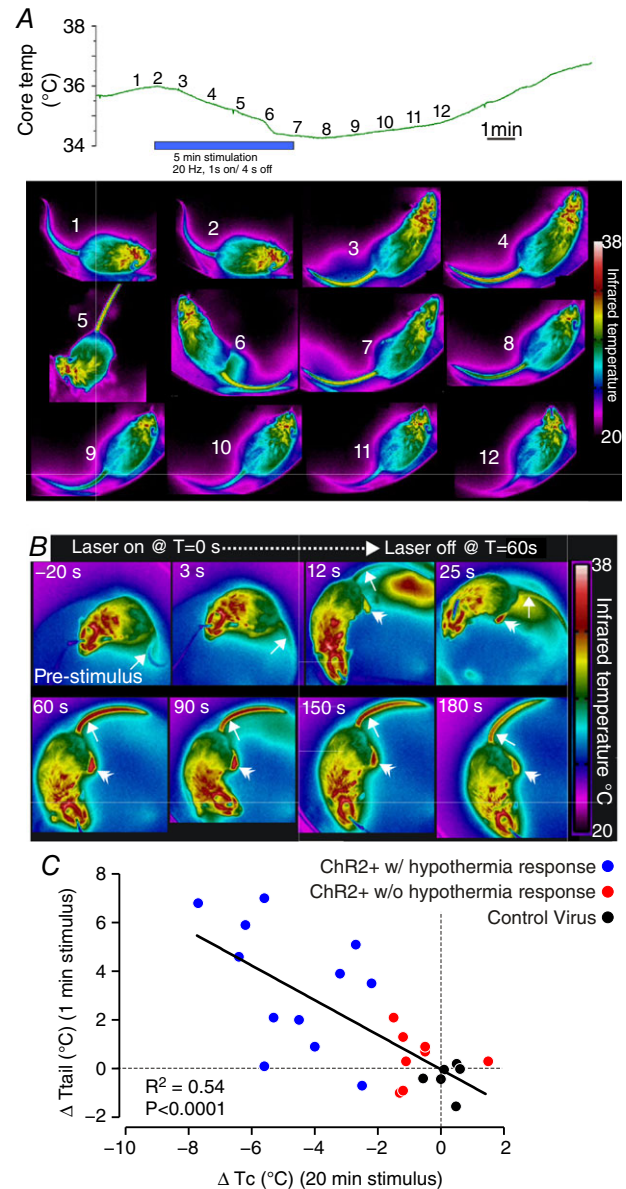 A
Core temp
(°C)
38
36
34
1 2 3 4 5 6 7 8 9 10 11 12
1min
5 min stimulation
20 Hz, 1s on/ 4 s off
1
2
3
4
5
6
7
8
9
10
11
12
38
Infrared temperature
20
B
Laser on @ T=0 s
Laser off @ T=60s
−20 s
3 s
12 s
25 s
Pre-stimulus
60 s
90 s
150 s
180 s
38
Infrared temperature °C
20
C
ChR2+ w/ hypothermia response
ChR2+ w/o hypothermia response
Control Virus
Δ Ttail (°C) (1 min stimulus)
8
6
4
2
0
−2
R² = 0.54
P<0.0001
−10 −8 −6 −4 −2 0 2
Δ Tc (°C) (20 min stimulus)